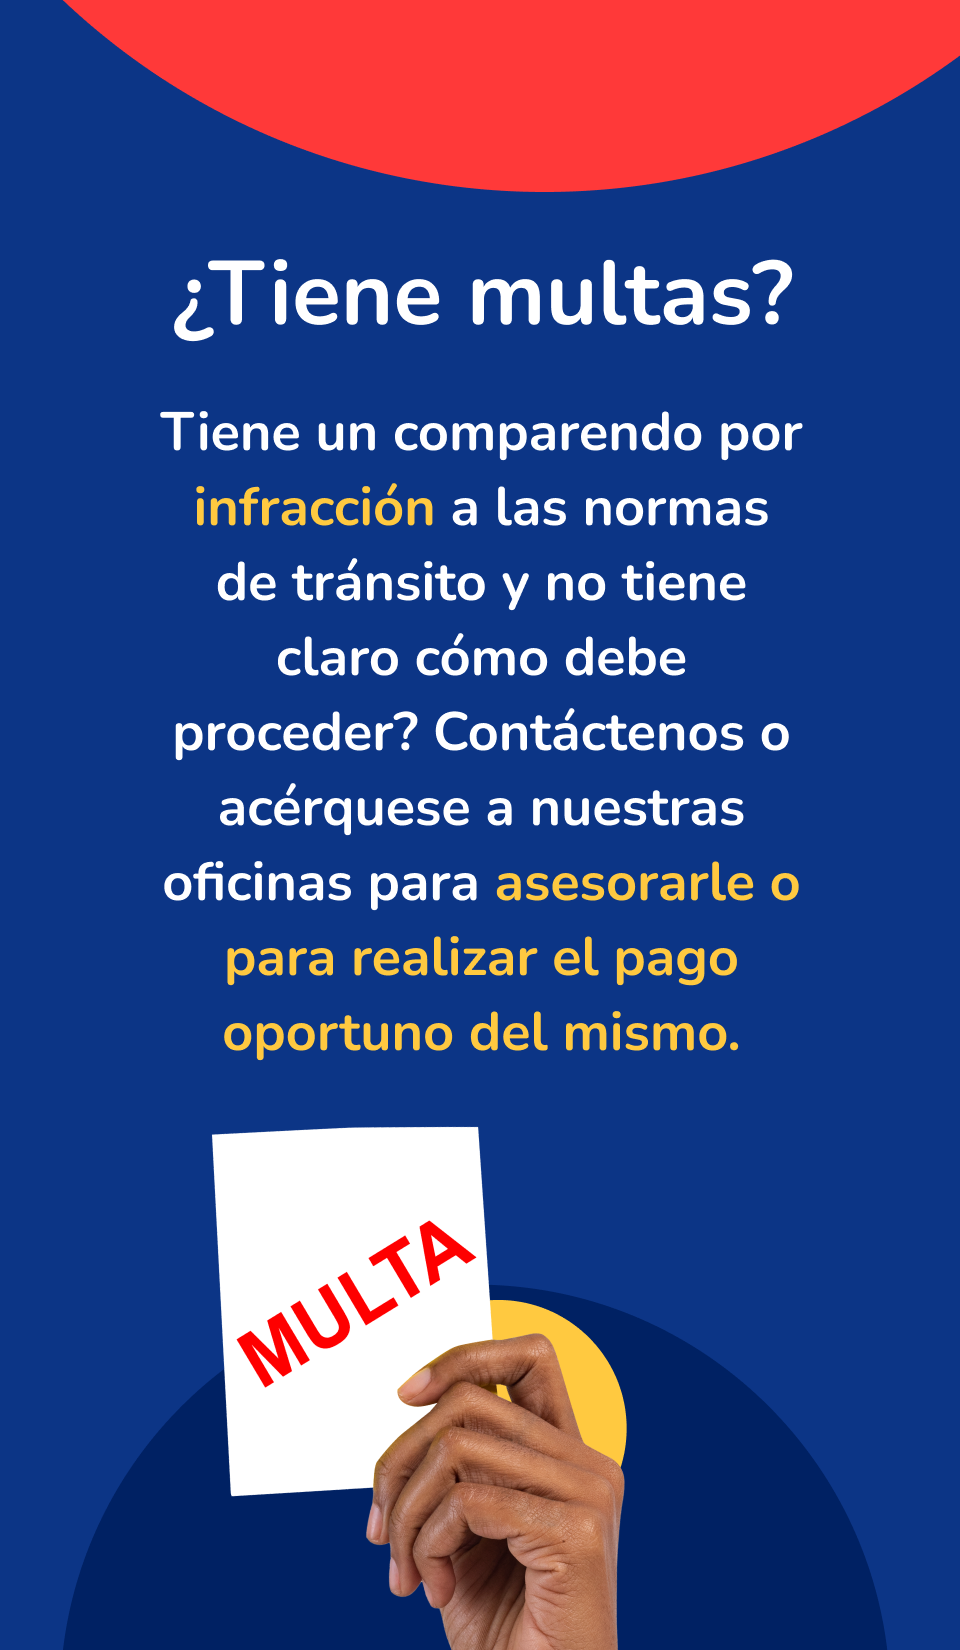 ¿Tiene multas?
Tiene un comparendo por
infracción a las normas
de tránsito y no tiene
claro cómo debe
proceder? Contáctenos o
acérquese a nuestras
oficinas para asesorarle o
para realizar el pago
oportuno del mismo.
MULTA